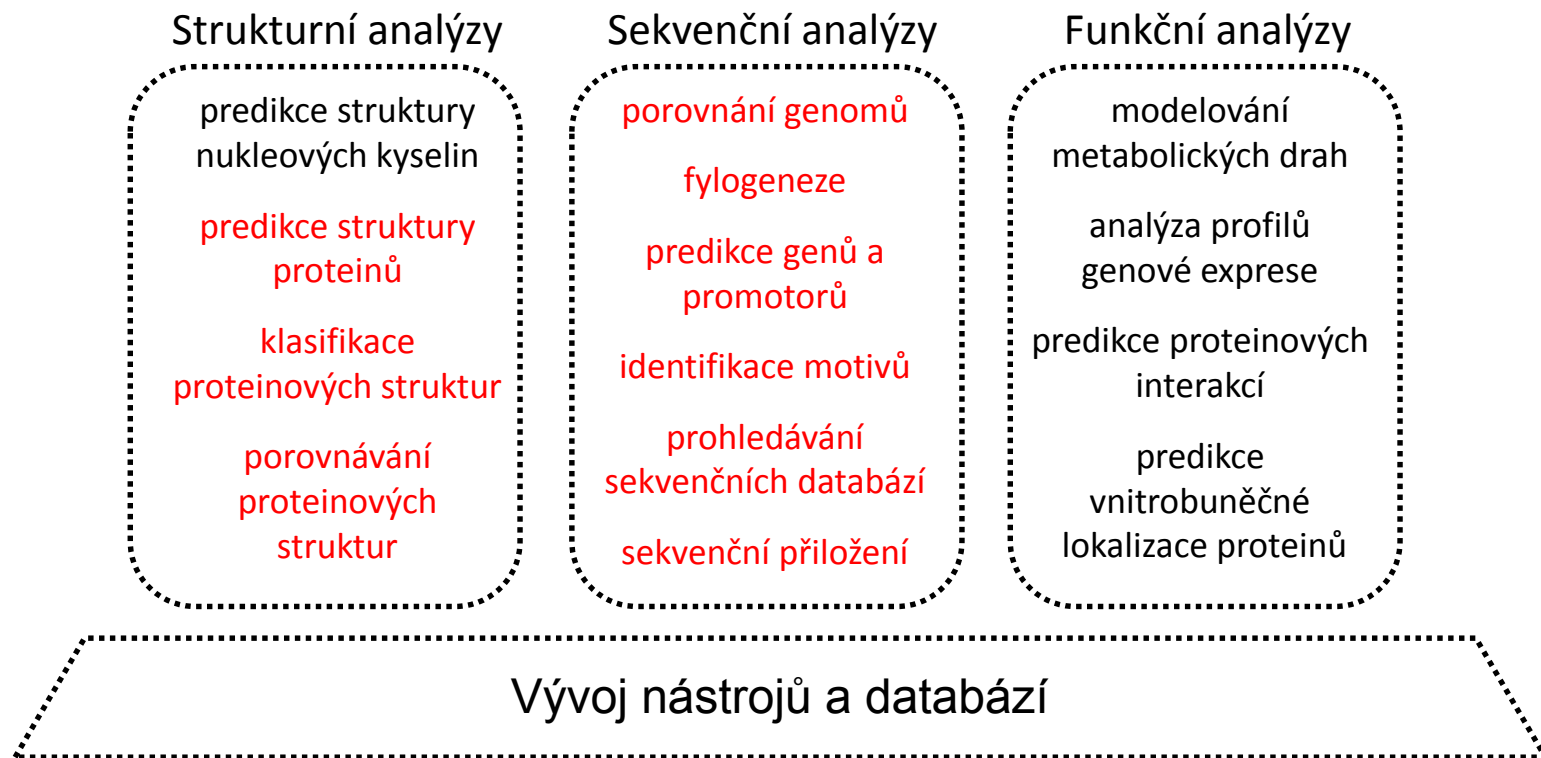 Strukturní analýzy
predikce struktury
nukleových kyselin
predikce struktury
proteinů
klasifikace
proteinových struktur
porovnávání
proteinových
struktur
Sekvenční analýzy
porovnání genomů
fylogeneze
predikce genů a
promotorů
identifikace motivů
prohledávání
sekvenčních databází
sekvenční přiložení
Funkční analýzy
modelování
metabolických drah
analýza profilů
genové exprese
predikce proteinových
interakcí
predikce
vnitrobuněčné
lokalizace proteinů
Vývoj nástrojů a databází